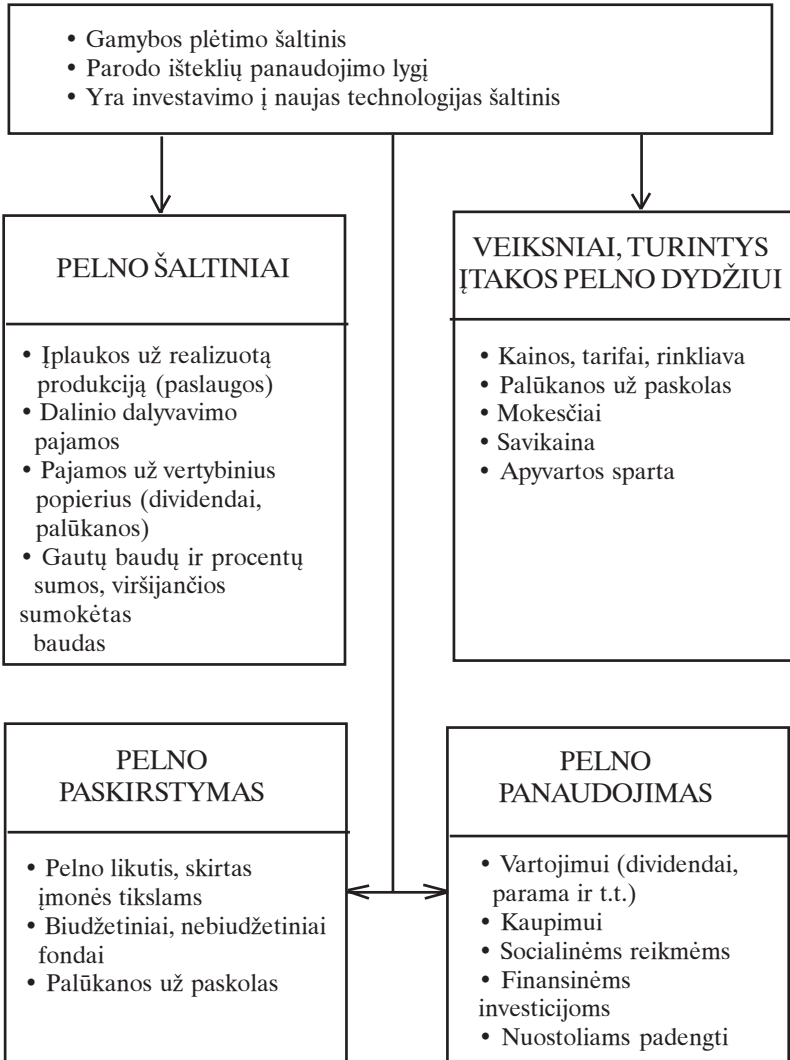 • Gamybos plėtimo šaltinis
• Parodo išteklių panaudojimo lygį
• Yra investavimo į naujas technologijas šaltinis
PELNO ŠALTINIAI
• Įplaukos už realizuotą
produkciją (paslaugos)
• Dalinio dalyvavimo
pajamos
• Pajamos už vertybinius
popierius (dividendai,
palūkanos)
• Gautų baudų ir procentų
sumos, viršijančios
sumokėtas
baudas
VEIKSNIAI, TURINTYS
ĮTAKOS PELNO DYDŽIUI
• Kainos, tarifai, rinkliava
• Palūkanos už paskolas
• Mokesčiai
• Savikaina
• Apyvartos sparta
PELNO
PASKIRSTYMAS
• Pelno likutis, skirtas
įmonės tikslams
• Biudžetiniai, nebiudžetiniai
fondai
• Palūkanos už paskolas
PELNO
PANAUDOJIMAS
• Vartojimui (dividendai,
parama ir t.t.)
• Kaupimui
• Socialinėms reikmėms
• Finansinėms
investicijoms
• Nuostoliams padengti